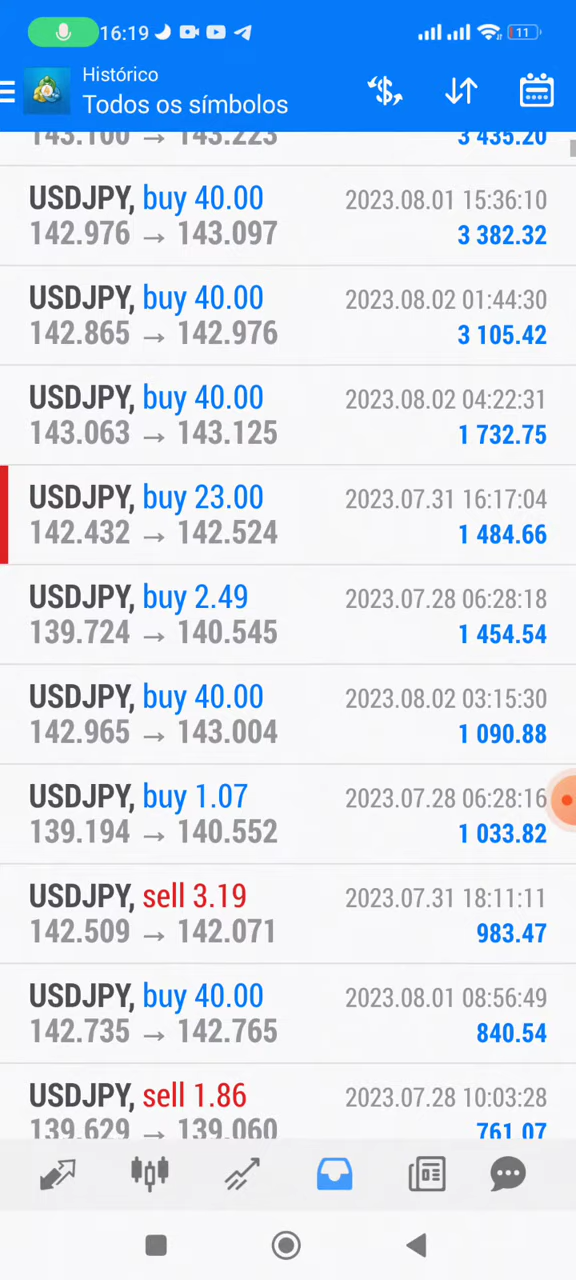 16:19
11
Histórico
Todos os símbolos
143.100 → 143.223 3 435.20
USDJPY, buy 40.00 2023.08.01 15:36:10
142.976 → 143.097 3 382.32
USDJPY, buy 40.00 2023.08.02 01:44:30
142.865 → 142.976 3 105.42
USDJPY, buy 40.00 2023.08.02 04:22:31
143.063 → 143.125 1 732.75
USDJPY, buy 23.00 2023.07.31 16:17:04
142.432 → 142.524 1 484.66
USDJPY, buy 2.49 2023.07.28 06:28:18
139.724 → 140.545 1 454.54
USDJPY, buy 40.00 2023.08.02 03:15:30
142.965 → 143.004 1 090.88
USDJPY, buy 1.07 2023.07.28 06:28:16
139.194 → 140.552 1 033.82
USDJPY, sell 3.19 2023.07.31 18:11:11
142.509 → 142.071 983.47
USDJPY, buy 40.00 2023.08.01 08:56:49
142.735 → 142.765 840.54
USDJPY, sell 1.86 2023.07.28 10:03:28
139.629 → 139.060 761.07